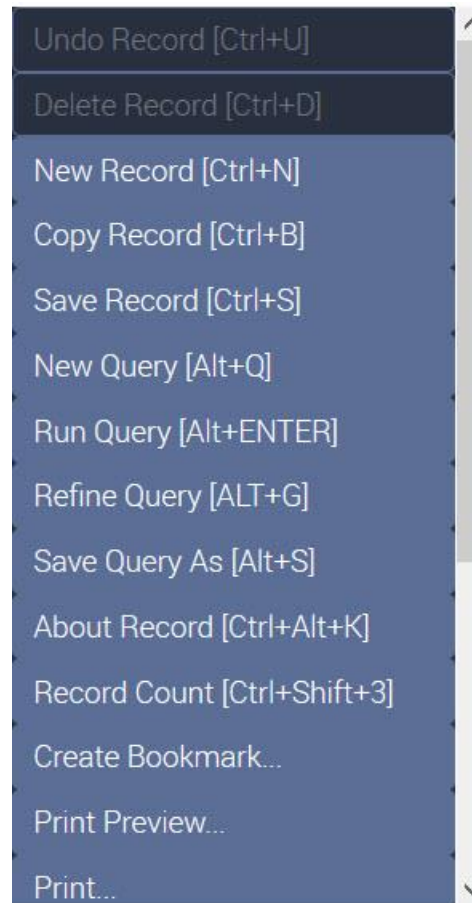 Undo Record [Ctrl+U]
Delete Record [Ctrl+D]
New Record [Ctrl+N]
Copy Record [Ctrl+B]
Save Record [Ctrl+S]
New Query [Alt+Q]
Run Query [Alt+ENTER]
Refine Query [ALT+G]
Save Query As [Alt+S]
About Record [Ctrl+Alt+K]
Record Count [Ctrl+Shift+3]
Create Bookmark...
Print Preview...
Print...